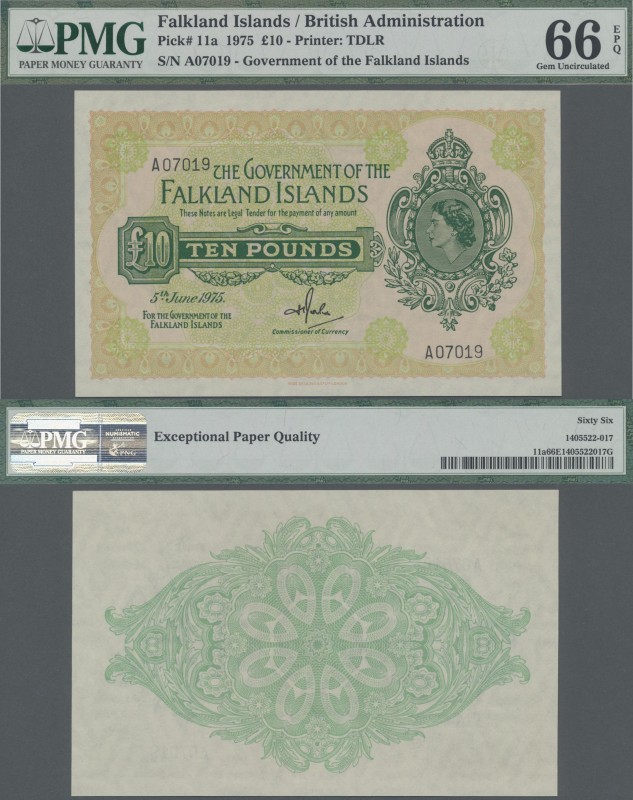 PMG
PAPER MONEY GUARANTY
Falkland Islands / British Administration
Pick# 11a 1975 £10 - Printer: TDLR
S/N A07019 - Government of the Falkland Islands
66
EPQ
Gem Uncirculated
A07019
THE GOVERNMENT OF THE
FALKLAND ISLANDS
These Notes are Legal Tender for the payment of any amount
£10
TEN POUNDS
5th June 1975.
FOR THE GOVERNMENT OF THE
FALKLAND ISLANDS
Commissioner of Currency
A07019
PMG
PAPER MONEY GUARANTY
NUMISMATIC
PNG
Exceptional Paper Quality
Sixty Six
1405522-017
11a66E1405522017G